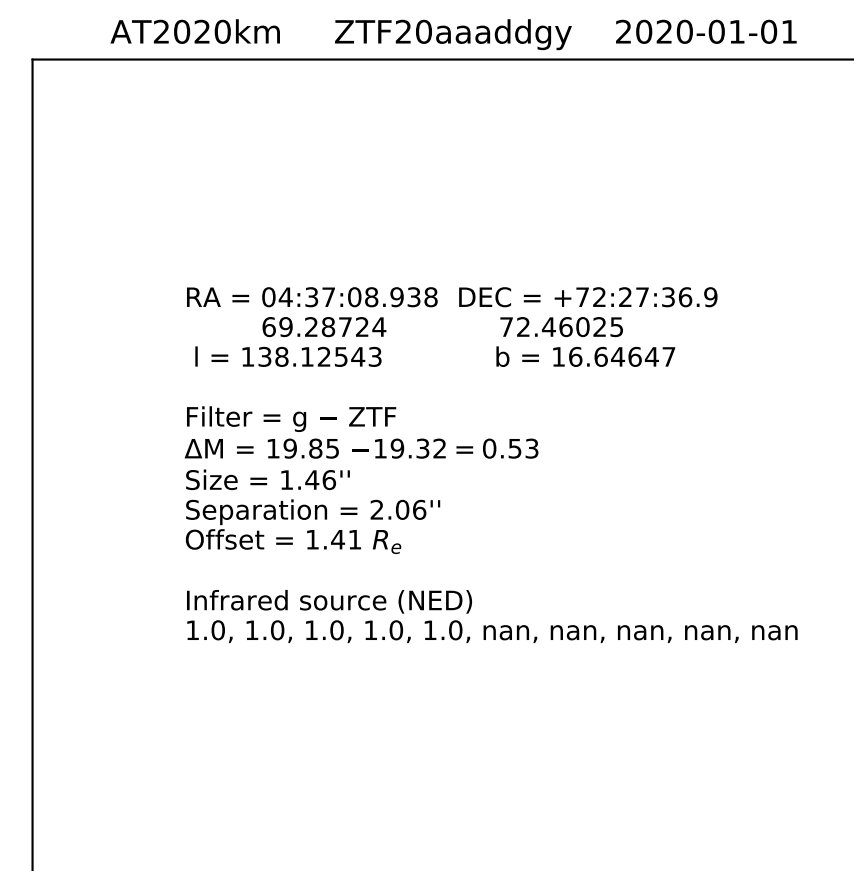 AT2020km ZTF20aaaddgy 2020-01-01
RA = 04:37:08.938 DEC = +72:27:36.9
69.28724 72.46025
l = 138.12543 b = 16.64647
Filter = g − ZTF
ΔM = 19.85 −19.32 = 0.53
Size = 1.46''
Separation = 2.06''
Offset = 1.41 Rₑ
Infrared source (NED)
1.0, 1.0, 1.0, 1.0, 1.0, nan, nan, nan, nan, nan